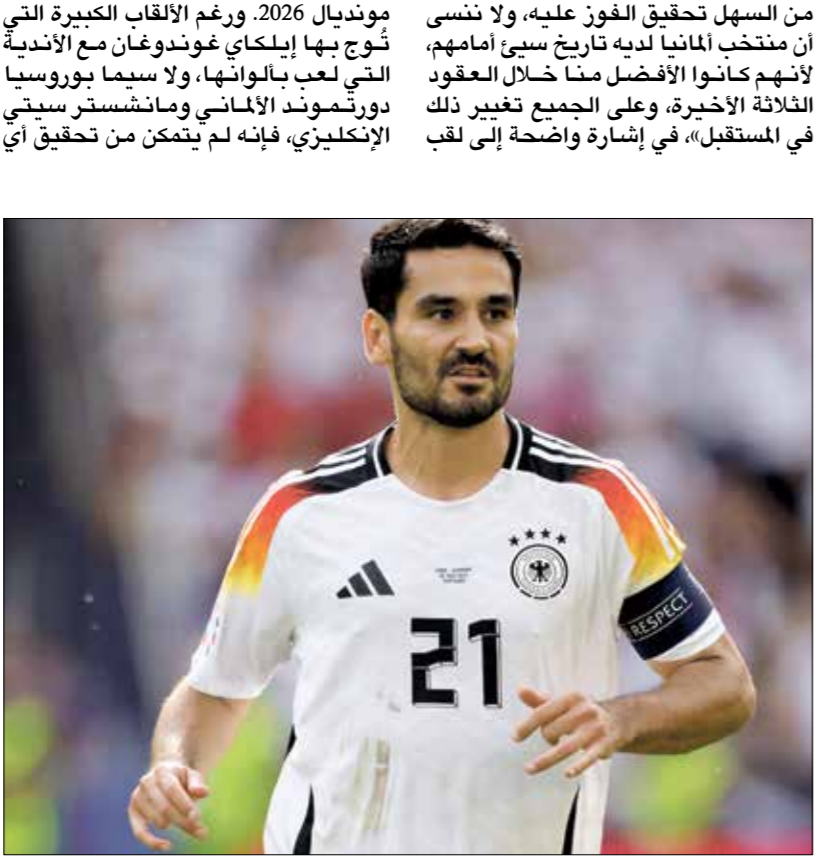 من السهل تحقيق الفوز عليه، ولا ننسى
أن منتخب ألمانيا لديه تاريخ سيئ أمامهم،
لأنهم كانوا الأفضل منا خلال العقود
الثلاثة الأخيرة، وعلى الجميع تغيير ذلك
في المستقبل»، في إشارة واضحة إلى لقب
مونديال 2026. ورغم الألقاب الكبيرة التي
تُوج بها إيلكاي غوندوغان مع الأندية
التي لعب بألوانها، ولا سيما بوروسيا
دورتموند الألماني ومانشستر سيتي
الإنكليزي، فإنه لم يتمكن من تحقيق أي
21
RESPECT